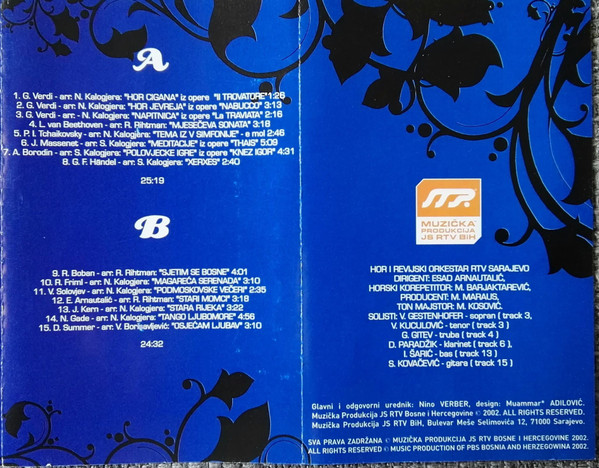 A
1. G. Verdi - arr. N. Kalogjera: "HOR CIGANA" iz opere "Il TROVATORE"1:26
2. G. Verdi - arr. N. Kalogjera: "HOR JEVREJA" iz opere "NABUCCO" 3:13
3. G. Verdi - arr: - N. Kalogjera: "NAPITNICA" iz opere "La TRAVIATA" 2:16
4. L. van Beethoven - arr. R. Rihtman: "MJESEČEVA SONATA" 3:18
5. P. I. Tchaikovsky - arr. N. Kalogjera: "TEMA IZ V SIMFONIJE" - e mol 2:46
6. J. Massenet - arr. S. Kalogjera: "MEDITACIJE" iz opere "THAIS" 5:09
7. A. Borodin - arr. S. Kalogjera: "POLOVJECKE IGRE" iz opere "KNEZ IGOR" 4:31
8. G. F. Händel - arr. S. Kalogjera: "XERXES" 2:40
25:19
B
9. R. Boban - arr. R. Rihtman: "SJETIM SE BOSNE" 4:01
10. R. Friml - arr. N. Kalogjera: "MAGAREĆA SERENADA" 3:10
11. V. Solovjev - arr. N. Kalogjera: "PODMOSKOVSKE VEČERI" 2:35
12. E. Arnautalić - arr. R. Rihtman: "STARI MOMCI" 3:18
13. J. Kern - arr. N. Kalogjera: "STARA RIJEKA" 3:22
14. N. Gade - arr. N. Kalogjera: "TANGO LJUBOMORE" 4:56
15. D. Summer - arr. V. Borisavljević: "OSJEĆAM LJUBAV" 3:10
24:32
MP
MUZIČKA
PRODUKCIJA
JS RTV BIH
HOR I REVIJSKI ORKESTAR RTV SARAJEVO
DIRIGENT: ESAD ARNAUTALIĆ,
HORSKI KOREPETITOR: M. BARJAKTAREVIĆ,
PRODUCENT: M. MARAUS,
TON MAJSTOR: M. KOSOVIĆ.
SOLISTI: V. GESTENHOFER - sopran ( track 3,
V. KUCULOVIĆ - tenor ( track 3 )
G. GITEV - truba ( track 4 )
D. PARADŽIK - klarinet ( track 6 ),
I. ŠARIĆ - bas ( track 13 )
S. KOVAČEVIĆ - gitara ( track 15 )
Glavni i odgovorni urednik: Nino VERBER, design: Muammar* ADILOVIĆ.
Muzička Produkcija JS RTV Bosne i Hercegovine © 2002. ALL RIGHTS RESERVED.
Muzička Produkcija JS RTV BiH, Bulevar Meše Selimovića 12, 71000 Sarajevo.
SVA PRAVA ZADRŽANA © MUZIČKA PRODUKCIJA JS RTV BOSNE I HERCEGOVINE 2002.
ALL RIGHTS RESERVED © MUSIC PRODUCTION OF PBS BOSNIA AND HERZEGOWINA 2002.